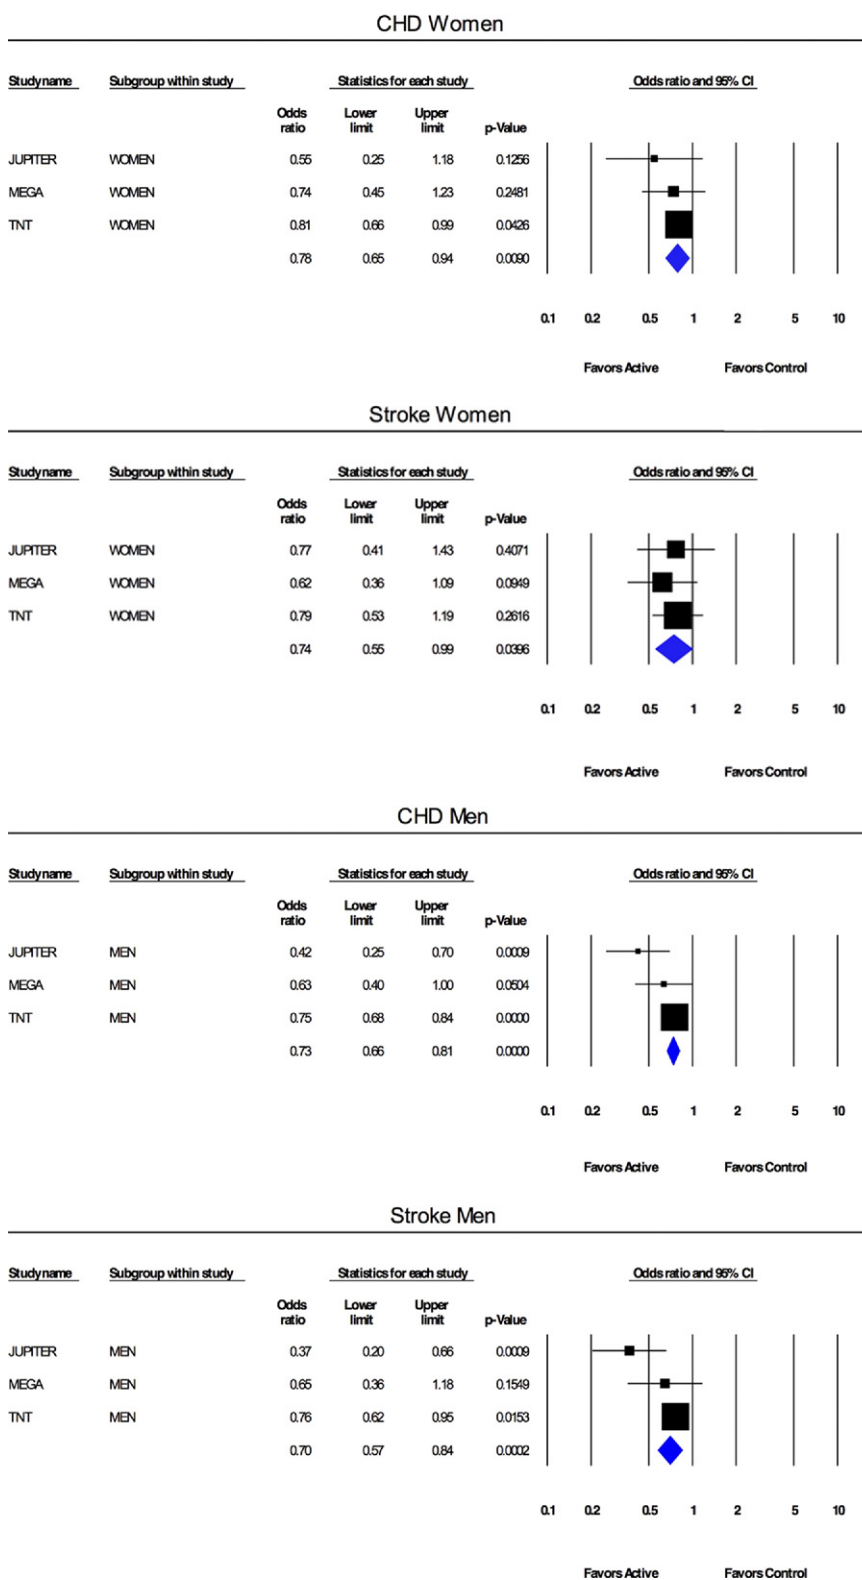 CHD Women
Study name Subgroup within study Statistics for each study Odds ratio and 95% CI
Odds ratio Lower limit Upper limit p-Value
JUPITER WOMEN 0.55 0.25 1.18 0.1256
MEGA WOMEN 0.74 0.45 1.23 0.2481
TNT WOMEN 0.81 0.66 0.99 0.0426
0.78 0.65 0.94 0.0090
0.1 0.2 0.5 1 2 5 10
Favors Active Favors Control
Stroke Women
Study name Subgroup within study Statistics for each study Odds ratio and 95% CI
Odds ratio Lower limit Upper limit p-Value
JUPITER WOMEN 0.77 0.41 1.43 0.4071
MEGA WOMEN 0.62 0.36 1.09 0.0949
TNT WOMEN 0.79 0.53 1.19 0.2616
0.74 0.55 0.99 0.0396
0.1 0.2 0.5 1 2 5 10
Favors Active Favors Control
CHD Men
Study name Subgroup within study Statistics for each study Odds ratio and 95% CI
Odds ratio Lower limit Upper limit p-Value
JUPITER MEN 0.42 0.25 0.70 0.0009
MEGA MEN 0.63 0.40 1.00 0.0504
TNT MEN 0.75 0.68 0.84 0.0000
0.73 0.66 0.81 0.0000
0.1 0.2 0.5 1 2 5 10
Favors Active Favors Control
Stroke Men
Study name Subgroup within study Statistics for each study Odds ratio and 95% CI
Odds ratio Lower limit Upper limit p-Value
JUPITER MEN 0.37 0.20 0.66 0.0009
MEGA MEN 0.65 0.36 1.18 0.1549
TNT MEN 0.76 0.62 0.95 0.0153
0.70 0.57 0.84 0.0002
0.1 0.2 0.5 1 2 5 10
Favors Active Favors Control